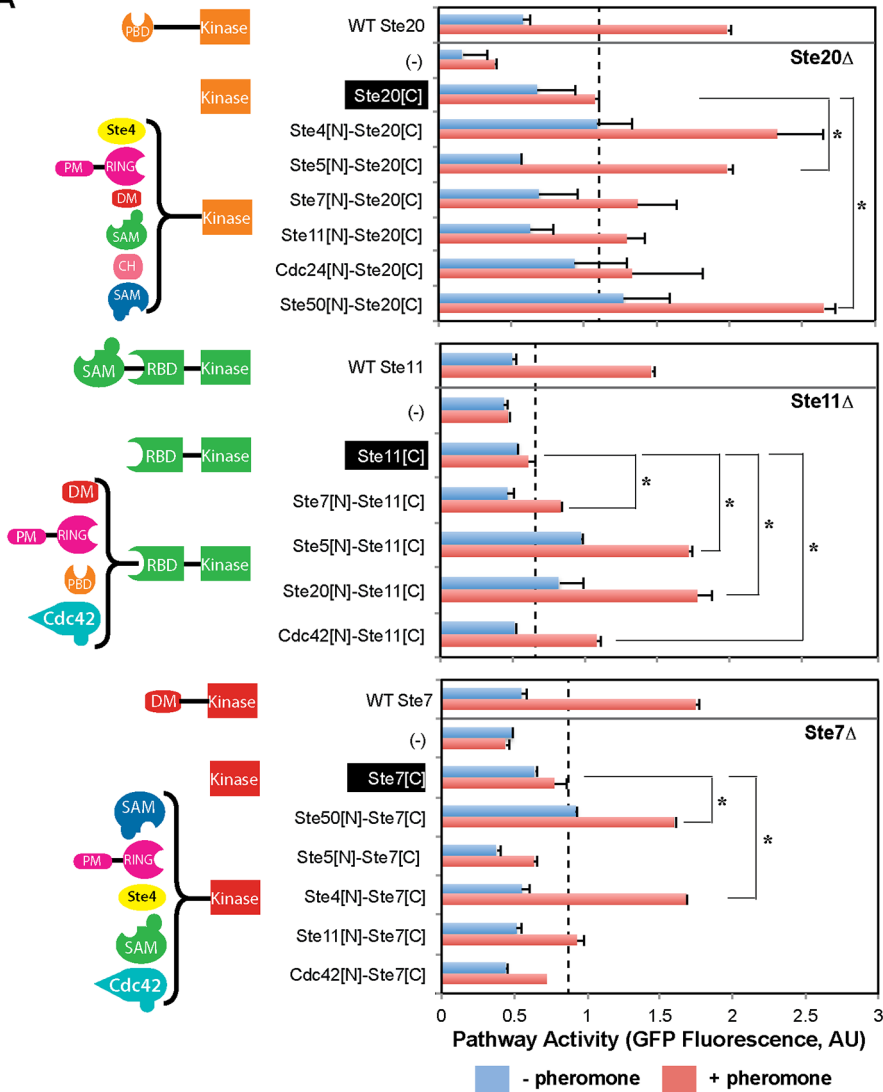 A
PBD
Kinase
WT Ste20
(-)
Ste20Δ
Kinase
Ste20[C]
Ste4
Ste4[N]-Ste20[C]
*
PM
RING
Ste5[N]-Ste20[C]
DM
Ste7[N]-Ste20[C]
*
Kinase
SAM
Ste11[N]-Ste20[C]
CH
Cdc24[N]-Ste20[C]
SAM
Ste50[N]-Ste20[C]
SAM
RBD
Kinase
WT Ste11
(-)
Ste11Δ
RBD
Kinase
Ste11[C]
*
DM
Ste7[N]-Ste11[C]
*
PM
RING
Ste5[N]-Ste11[C]
*
RBD
Kinase
*
PBD
Ste20[N]-Ste11[C]
Cdc42
Cdc42[N]-Ste11[C]
DM
Kinase
WT Ste7
(-)
Ste7Δ
Kinase
Ste7[C]
*
SAM
Ste50[N]-Ste7[C]
*
PM
RING
Ste5[N]-Ste7[C]
Ste4
Kinase
Ste4[N]-Ste7[C]
SAM
Ste11[N]-Ste7[C]
Cdc42
Cdc42[N]-Ste7[C]
0 0.5 1 1.5 2 2.5 3
Pathway Activity (GFP Fluorescence, AU)
- pheromone
+ pheromone